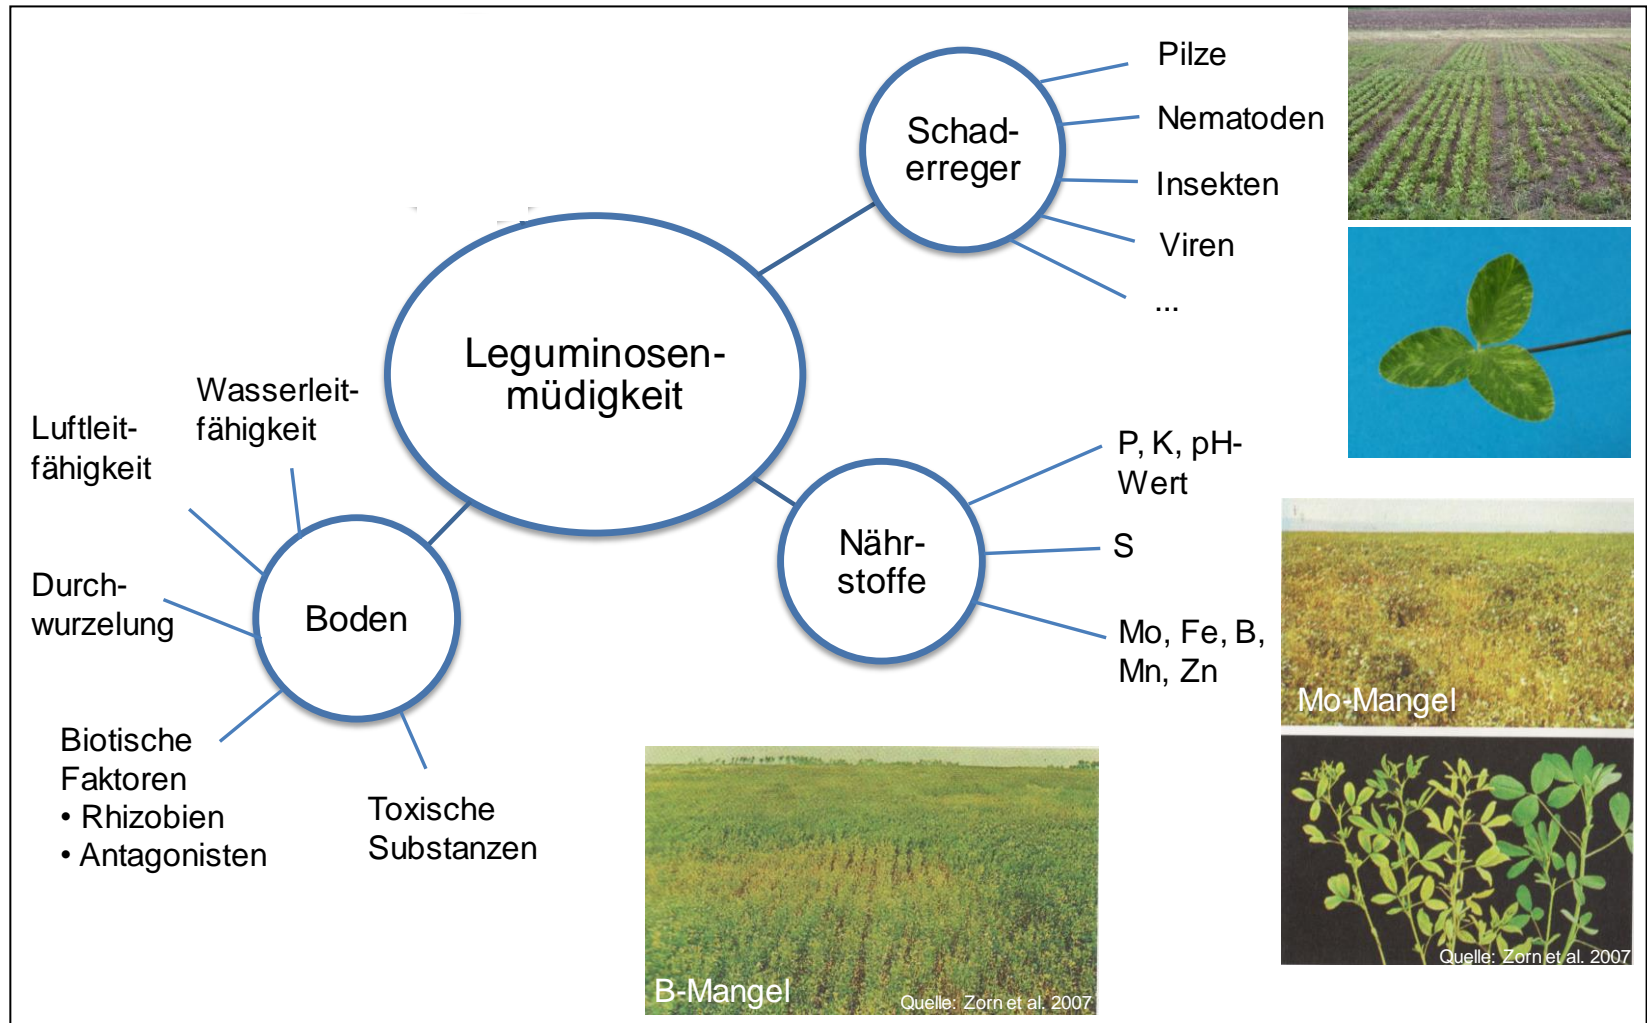 Leguminosen-
müdigkeit
Schad-
erreger
Pilze
Nematoden
Insekten
Viren
...
Nähr-
stoffe
P, K, pH-
Wert
S
Mo, Fe, B,
Mn, Zn
Boden
Wasserleit-
fähigkeit
Luftleit-
fähigkeit
Durch-
wurzelung
Biotische
Faktoren
• Rhizobien
• Antagonisten
Toxische
Substanzen
Mo-Mangel
Quelle: Zorn et al. 2007
B-Mangel
Quelle: Zorn et al. 2007